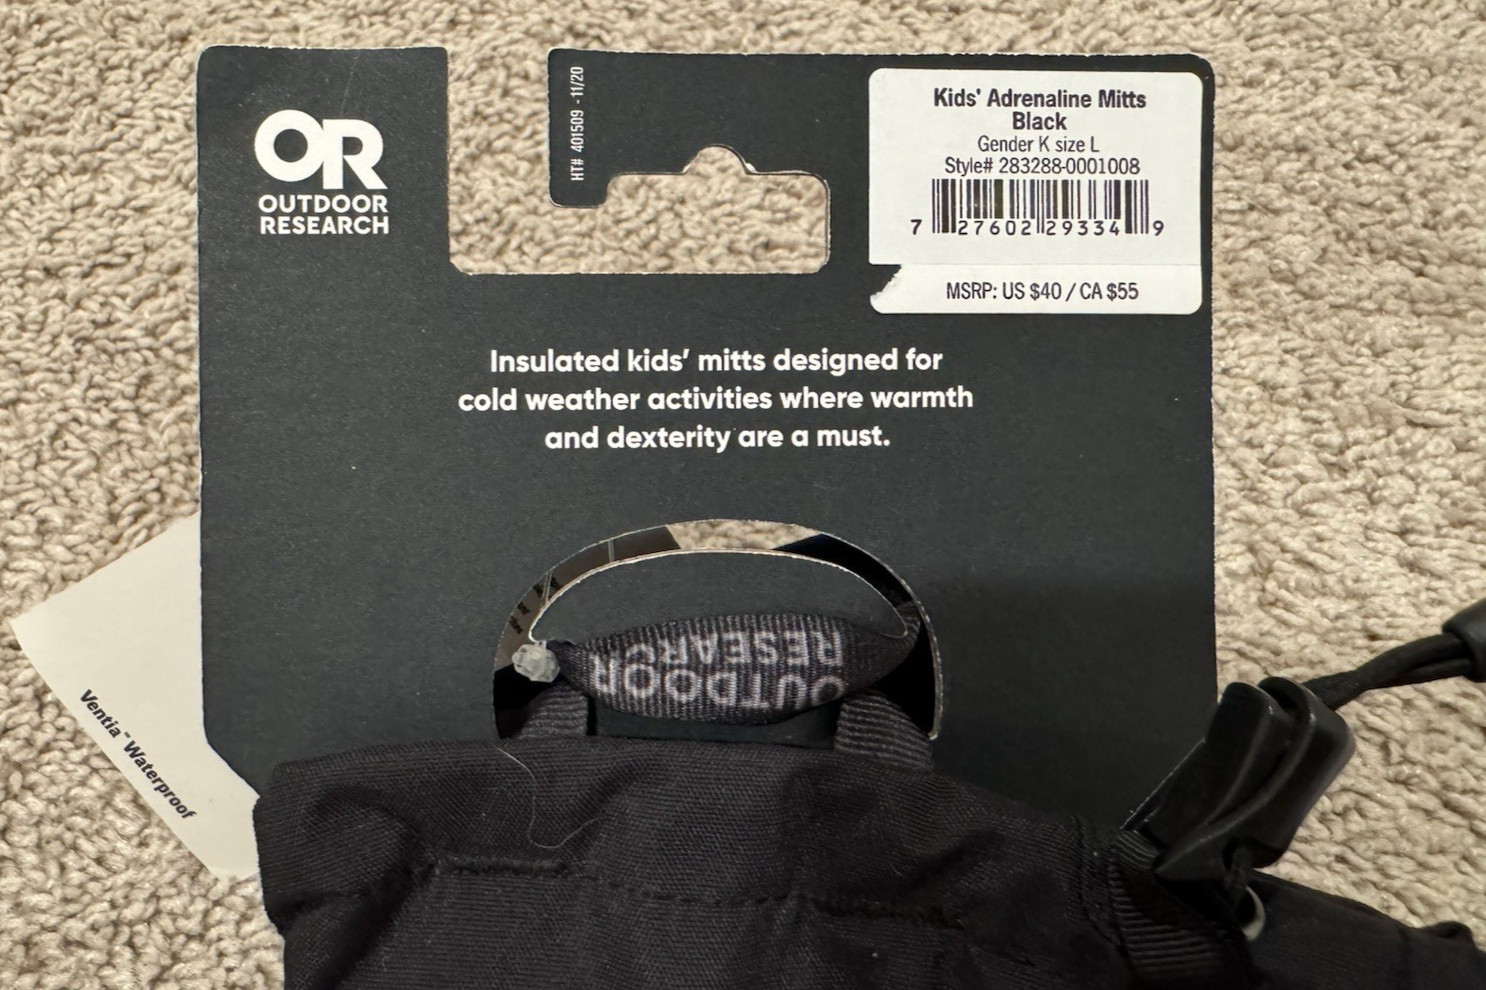 OR
OUTDOOR
RESEARCH
HT# 401509 -11/20
Kids' Adrenaline Mitts
Black
Gender K size L
Style# 283288-0001008
7 27602 29334 9
MSRP: US $40 / CA $55
Insulated kids’ mitts designed for
cold weather activities where warmth
and dexterity are a must.
OUTDOOR
RESEARCH
Ventia™ Waterproof